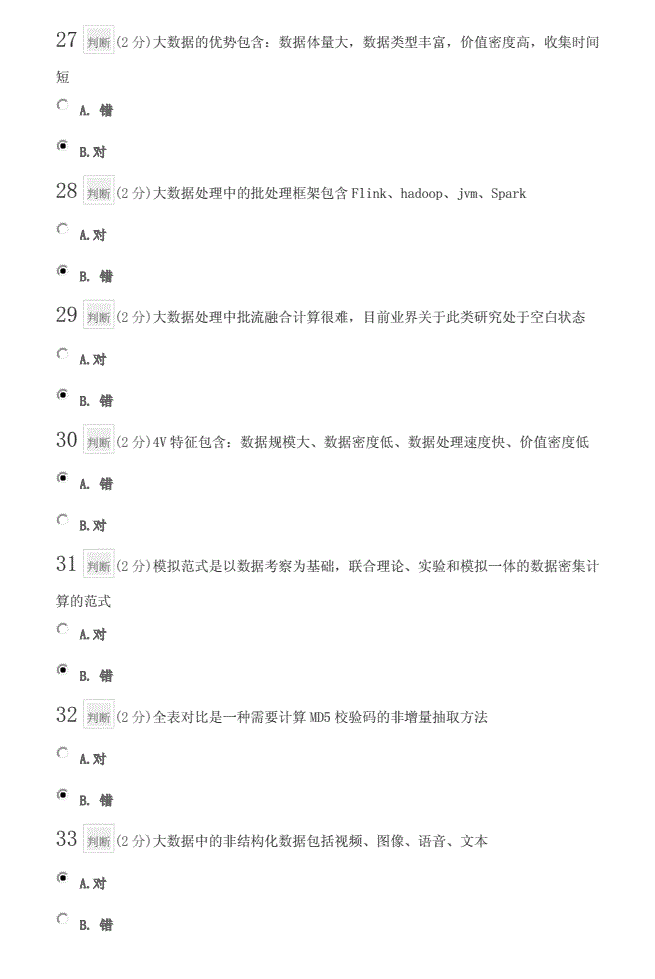 27 判断 (2 分)大数据的优势包含：数据体量大，数据类型丰富，价值密度高，收集时间
短
A. 错
B.对
28 判断 (2 分)大数据处理中的批处理框架包含 Flink、hadoop、jvm、Spark
A.对
B. 错
29 判断 (2 分)大数据处理中批流融合计算很难，目前业界关于此类研究处于空白状态
A.对
B. 错
30 判断 (2 分)4V 特征包含：数据规模大、数据密度低、数据处理速度快、价值密度低
A. 错
B.对
31 判断 (2 分)模拟范式是以数据考察为基础，联合理论、实验和模拟一体的数据密集计
算的范式
A.对
B. 错
32 判断 (2 分)全表对比是一种需要计算 MD5 校验码的非增量抽取方法
A.对
B. 错
33 判断 (2 分)大数据中的非结构化数据包括视频、图像、语音、文本
A.对
B. 错